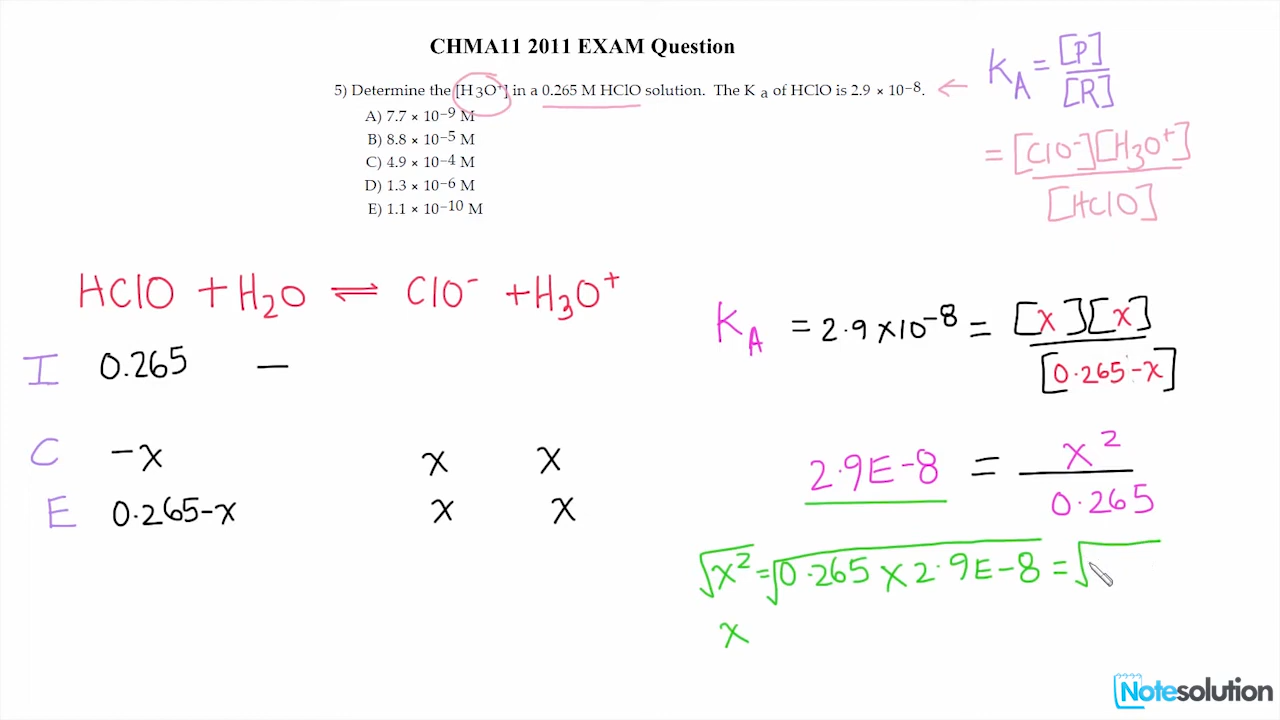 CHMA11 2011 EXAM Question
5) Determine the [H3O⁺] in a 0.265 M HClO solution. The K a of HClO is 2.9 × 10⁻⁸.
A) 7.7 × 10⁻⁹ M
B) 8.8 × 10⁻⁵ M
C) 4.9 × 10⁻⁴ M
D) 1.3 × 10⁻⁶ M
E) 1.1 × 10⁻¹⁰ M
K_A = [P] / [R]
= [ClO⁻][H₃O⁺] / [HClO]
HClO + H₂O ⇌ ClO⁻ + H₃O⁺
I 0.265 —
C -x x x
E 0.265-x x x
K_A = 2.9×10⁻⁸ = [x][x] / [0.265-x]
2.9E-8 = x² / 0.265
√x² = √0.265 × 2.9E-8 = √
x
Notesolution